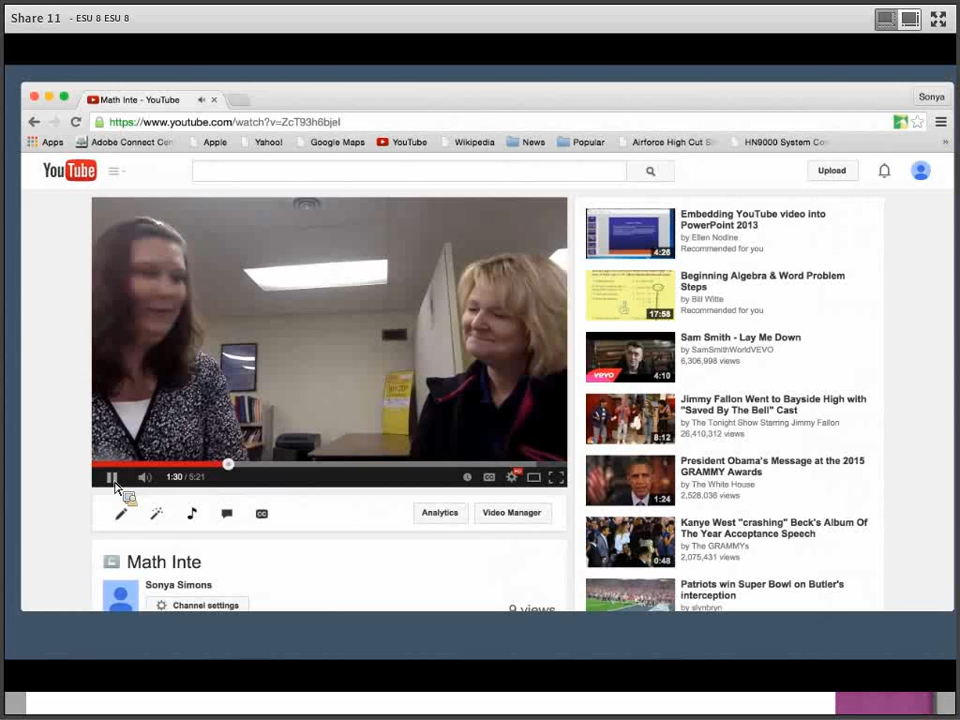 Share 11 - ESU 8 ESU 8
Math Inte - YouTube
Sonya
https://www.youtube.com/watch?v=ZcT93h6bjeI
Apps
Adobe Connect Cen
Apple
Yahoo!
Google Maps
YouTube
Wikipedia
News
Popular
Airforce High Cut S
HN9000 System Co
»
YouTube
Upload
Embedding YouTube video into
PowerPoint 2013
by Ellen Nodine
Recommended for you
4:26
Beginning Algebra & Word Problem
Steps
by Bill Witte
Recommended for you
17:58
Sam Smith - Lay Me Down
by SamSmithWorldVEVO
6,306,998 views
vevo
4:10
Jimmy Fallon Went to Bayside High with
"Saved By The Bell" Cast
by The Tonight Show Starring Jimmy Fallon
26,410,312 views
8:12
President Obama's Message at the 2015
GRAMMY Awards
by The White House
2,528,036 views
1:24
Kanye West "crashing" Beck's Album Of
The Year Acceptance Speech
by The GRAMMYs
2,075,431 views
0:48
Patriots win Super Bowl on Butler's
interception
by slynbryn
1:30 / 5:21
Analytics
Video Manager
Math Inte
Sonya Simons
Channel settings
9 views